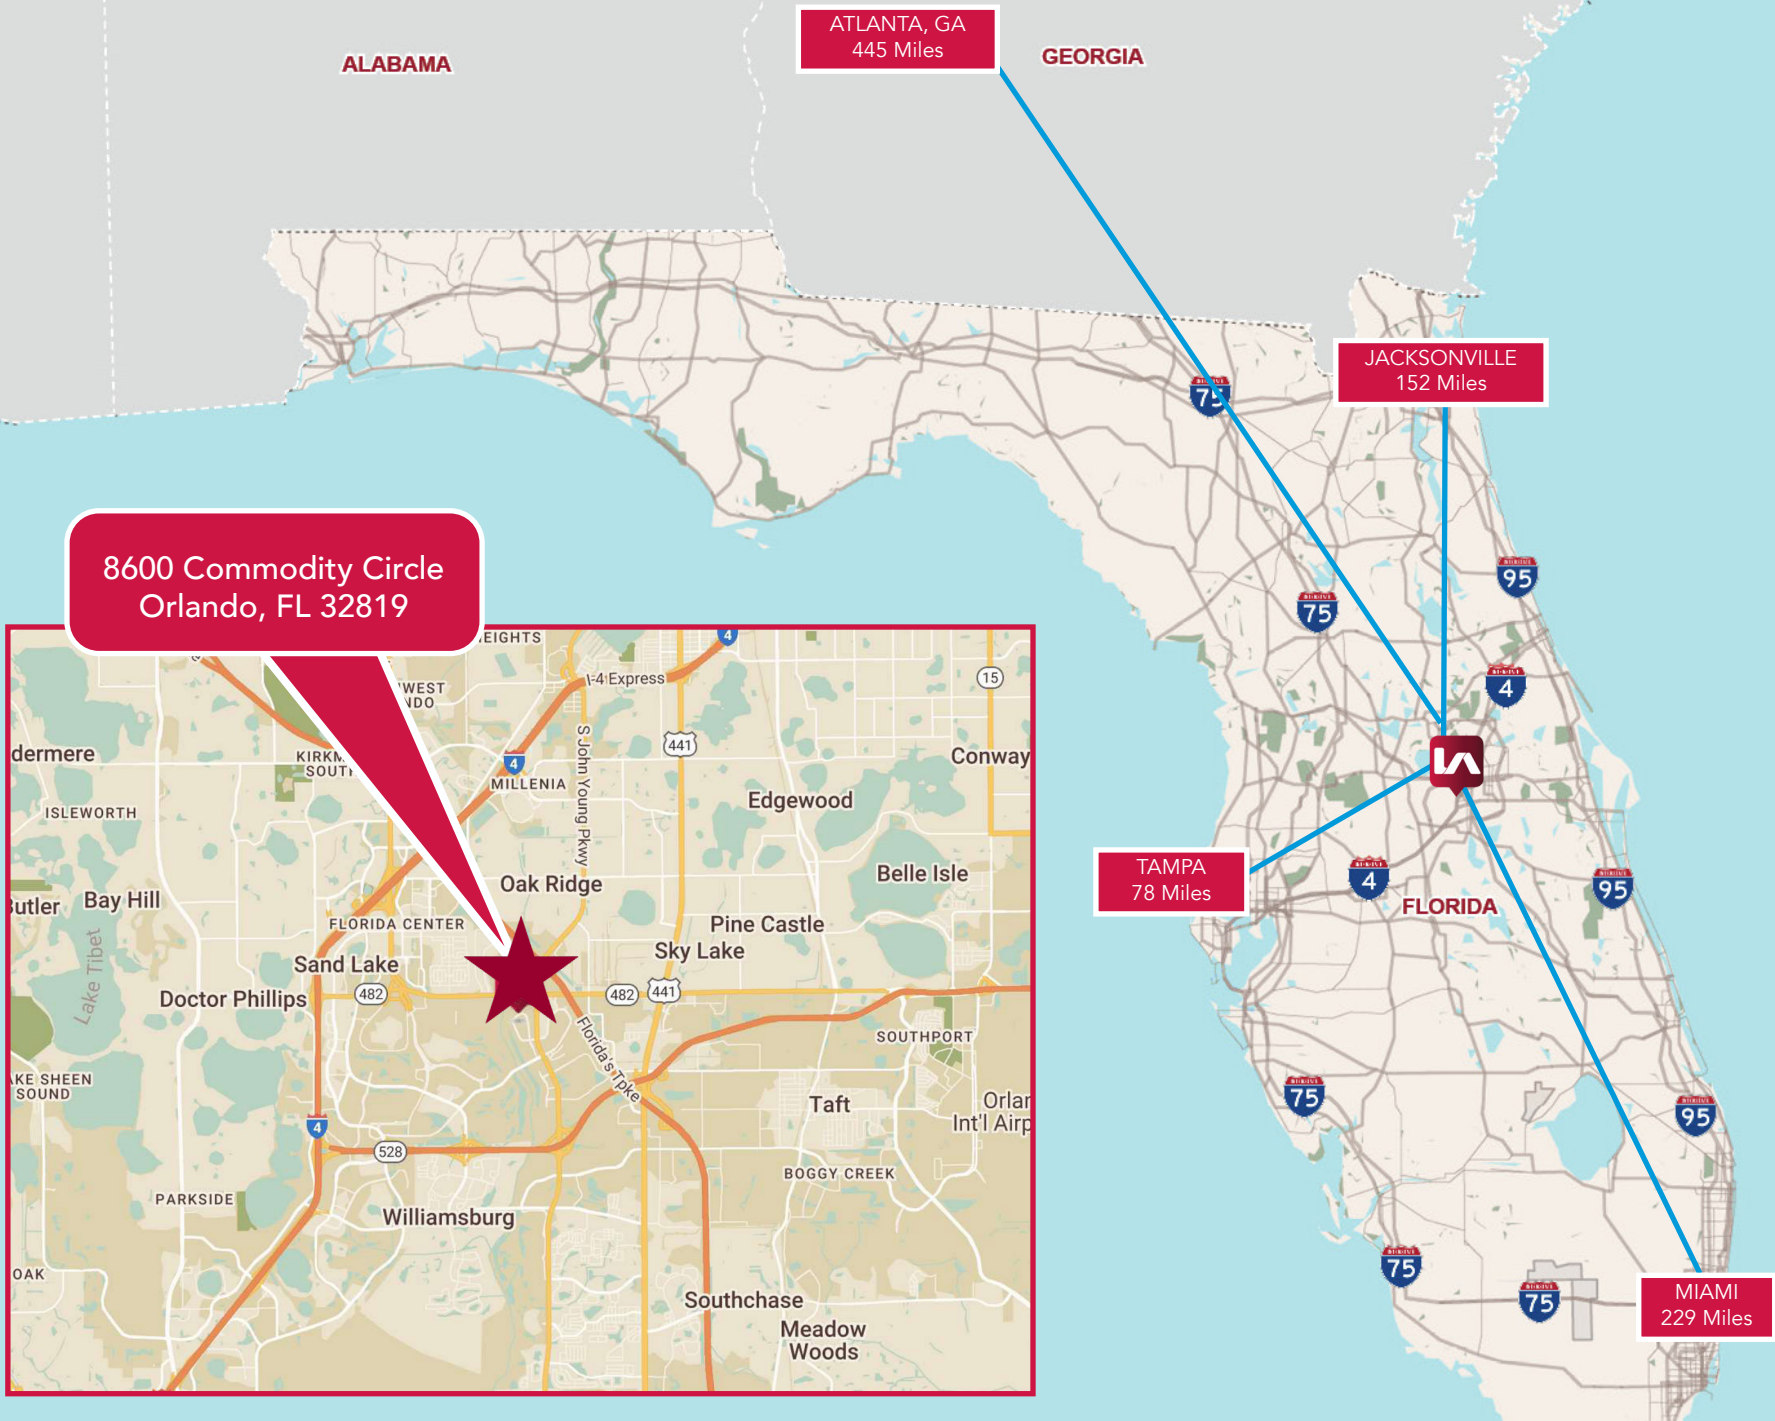 ATLANTA, GA
445 Miles
ALABAMA
GEORGIA
JACKSONVILLE
152 Miles
75
95
75
4
TAMPA
78 Miles
4
95
FLORIDA
75
95
75
75
MIAMI
229 Miles
8600 Commodity Circle
Orlando, FL 32819
EIGHTS
4
I-4 Express
15
WEST
NDO
S John Young Pkwy
441
dermere
KIRKM
SOUTH
4
Conway
MILLENIA
ISLEWORTH
Edgewood
Belle Isle
Oak Ridge
Butler
Bay Hill
FLORIDA CENTER
Pine Castle
Sky Lake
Lake Tibet
Sand Lake
Doctor Phillips
482
482
441
Florida's Tpke
SOUTHPORT
AKE SHEEN
SOUND
Taft
Orlan
Int'l Airp
4
528
BOGGY CREEK
PARKSIDE
Williamsburg
OAK
Southchase
Meadow
Woods